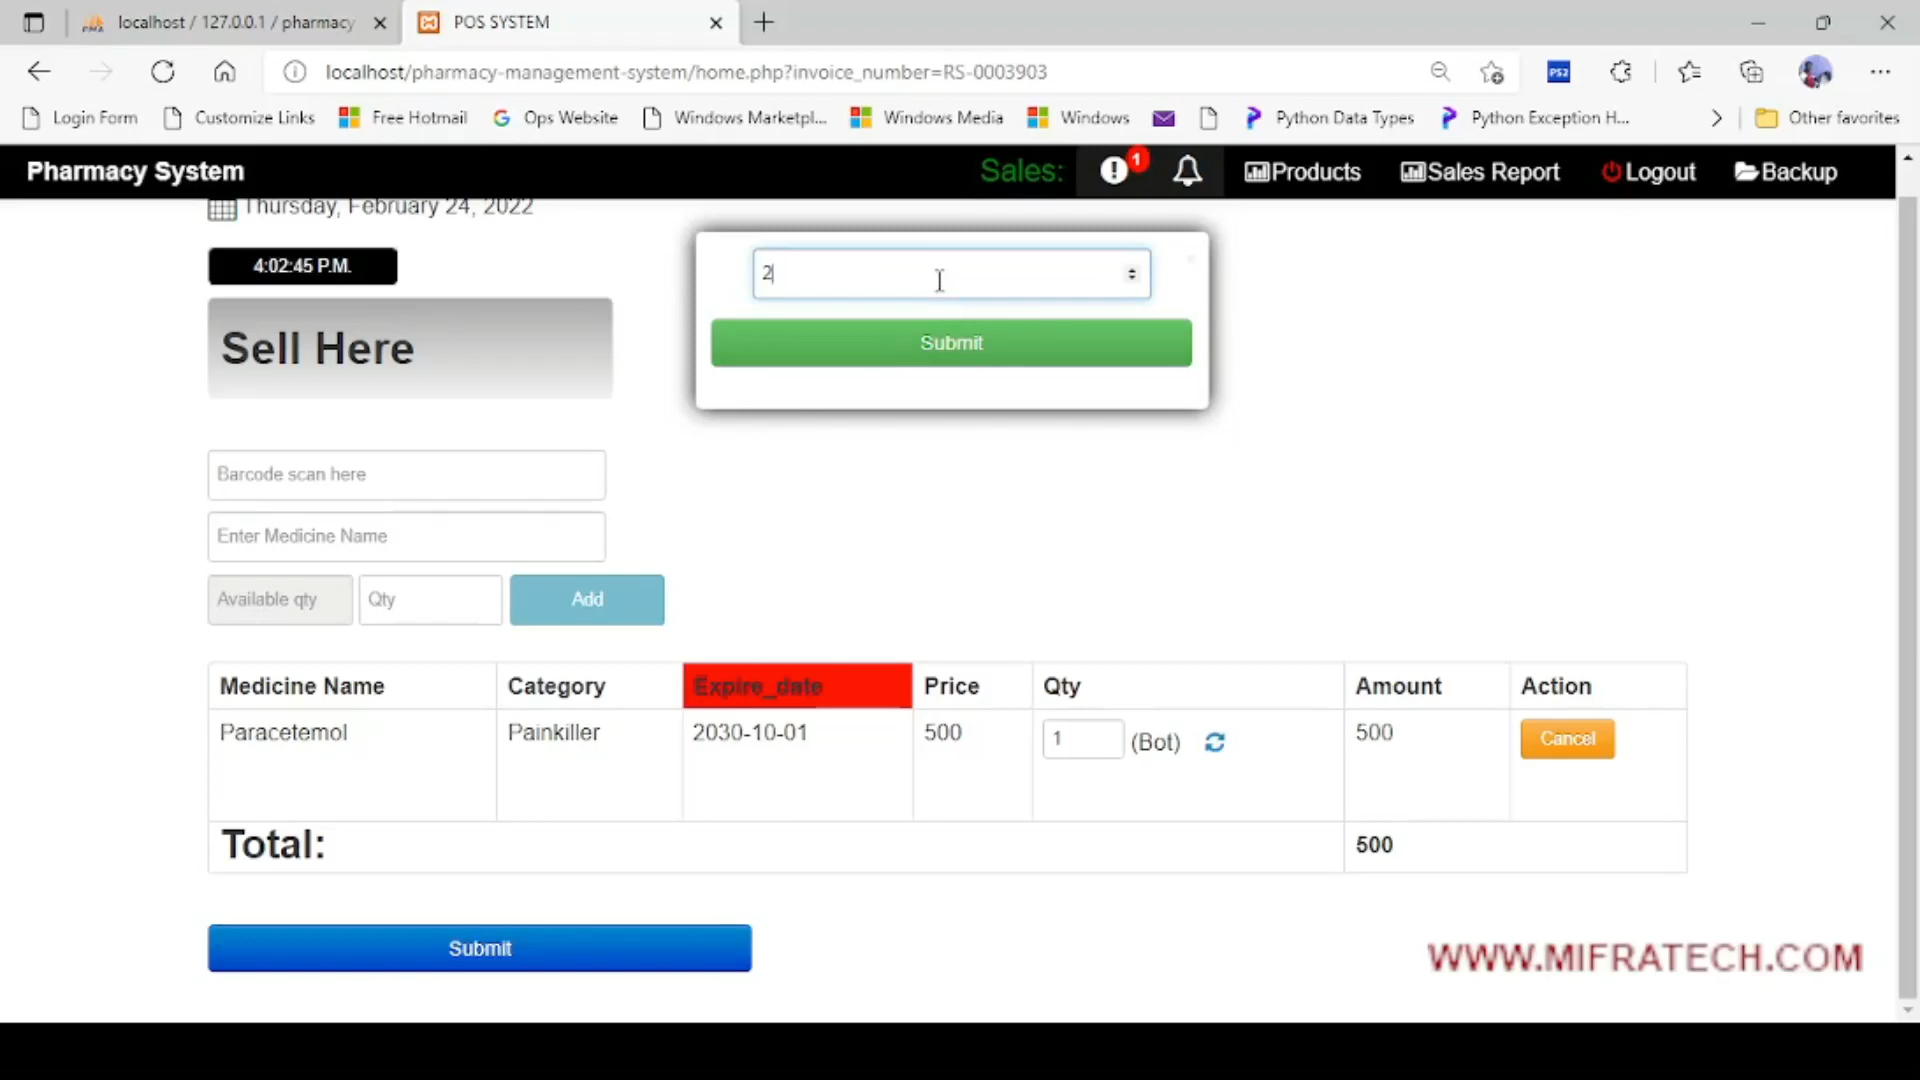 localhost / 127.0.0.1 / pharmacy
POS SYSTEM
localhost/pharmacy-management-system/home.php?invoice_number=RS-0003903
PS2
Login Form
Customize Links
Free Hotmail
Ops Website
Windows Marketpl...
Windows Media
Windows
Python Data Types
Python Exception H...
Other favorites
Pharmacy System
Sales:
1
Products
Sales Report
Logout
Backup
Thursday, February 24, 2022
4:02:45 P.M.
2
Submit
Sell Here
Barcode scan here
Enter Medicine Name
Available qty
Qty
Add
Medicine Name Category Expire_date Price Qty Amount Action
Paracetemol Painkiller 2030-10-01 500 1 (Bot) 500 Cancel
Total: 500
Submit
WWW.MIFRATECH.COM